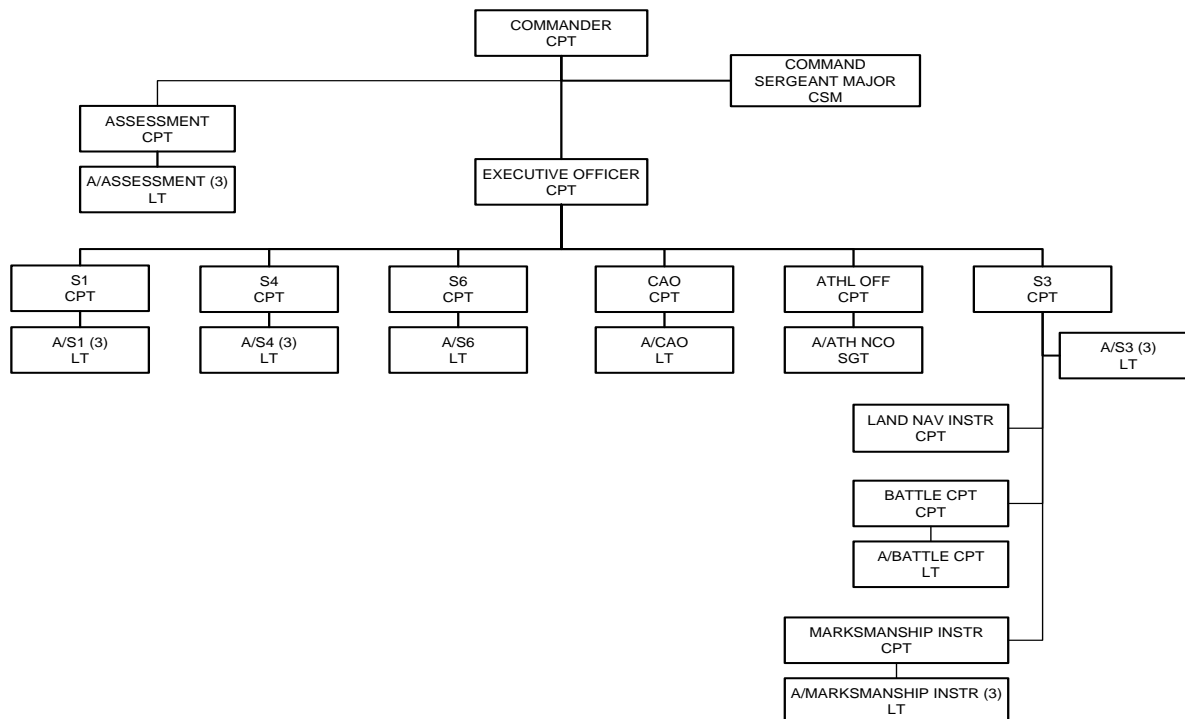 COMMANDER
CPT
COMMAND
SERGEANT MAJOR
CSM
ASSESSMENT
CPT
A/ASSESSMENT (3)
LT
EXECUTIVE OFFICER
CPT
S1
CPT
S4
CPT
S6
CPT
CAO
CPT
ATHL OFF
CPT
S3
CPT
A/S1 (3)
LT
A/S4 (3)
LT
A/S6
LT
A/CAO
LT
A/ATH NCO
SGT
A/S3 (3)
LT
LAND NAV INSTR
CPT
BATTLE CPT
CPT
A/BATTLE CPT
LT
MARKSMANSHIP INSTR
CPT
A/MARKSMANSHIP INSTR (3)
LT